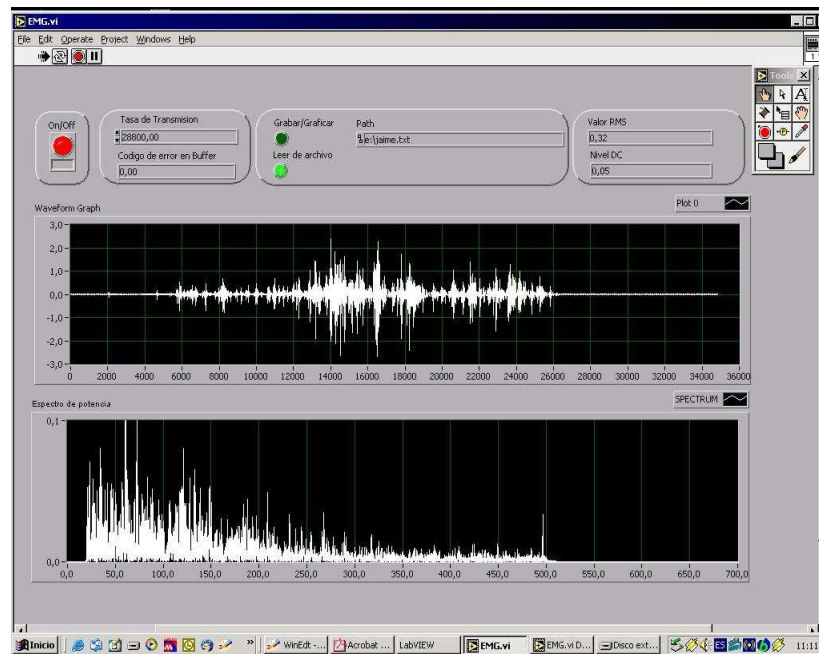 EMG.vi
File Edit Operate Project Windows Help
Tools
On/Off
Tasa de Transmision
28800,00
Codigo de error en Buffer
0,00
Grabar/Graficar
Leer de archivo
Path
e:\jaime.txt
Valor RMS
0,32
Nivel DC
0,05
Waveform Graph
Plot 0
3,0
2,0
1,0
0,0
-1,0
-2,0
-3,0
0 2000 4000 6000 8000 10000 12000 14000 16000 18000 20000 22000 24000 26000 28000 30000 32000 34000 36000
Espectro de potencia
SPECTRUM
0,1
0,0
0,0 50,0 100,0 150,0 200,0 250,0 300,0 350,0 400,0 450,0 500,0 550,0 600,0 650,0 700,0
Inicio » WinEdt -... Acrobat ... LabVIEW EMG.vi EMG.vi D... Disco ext... ES 11:11